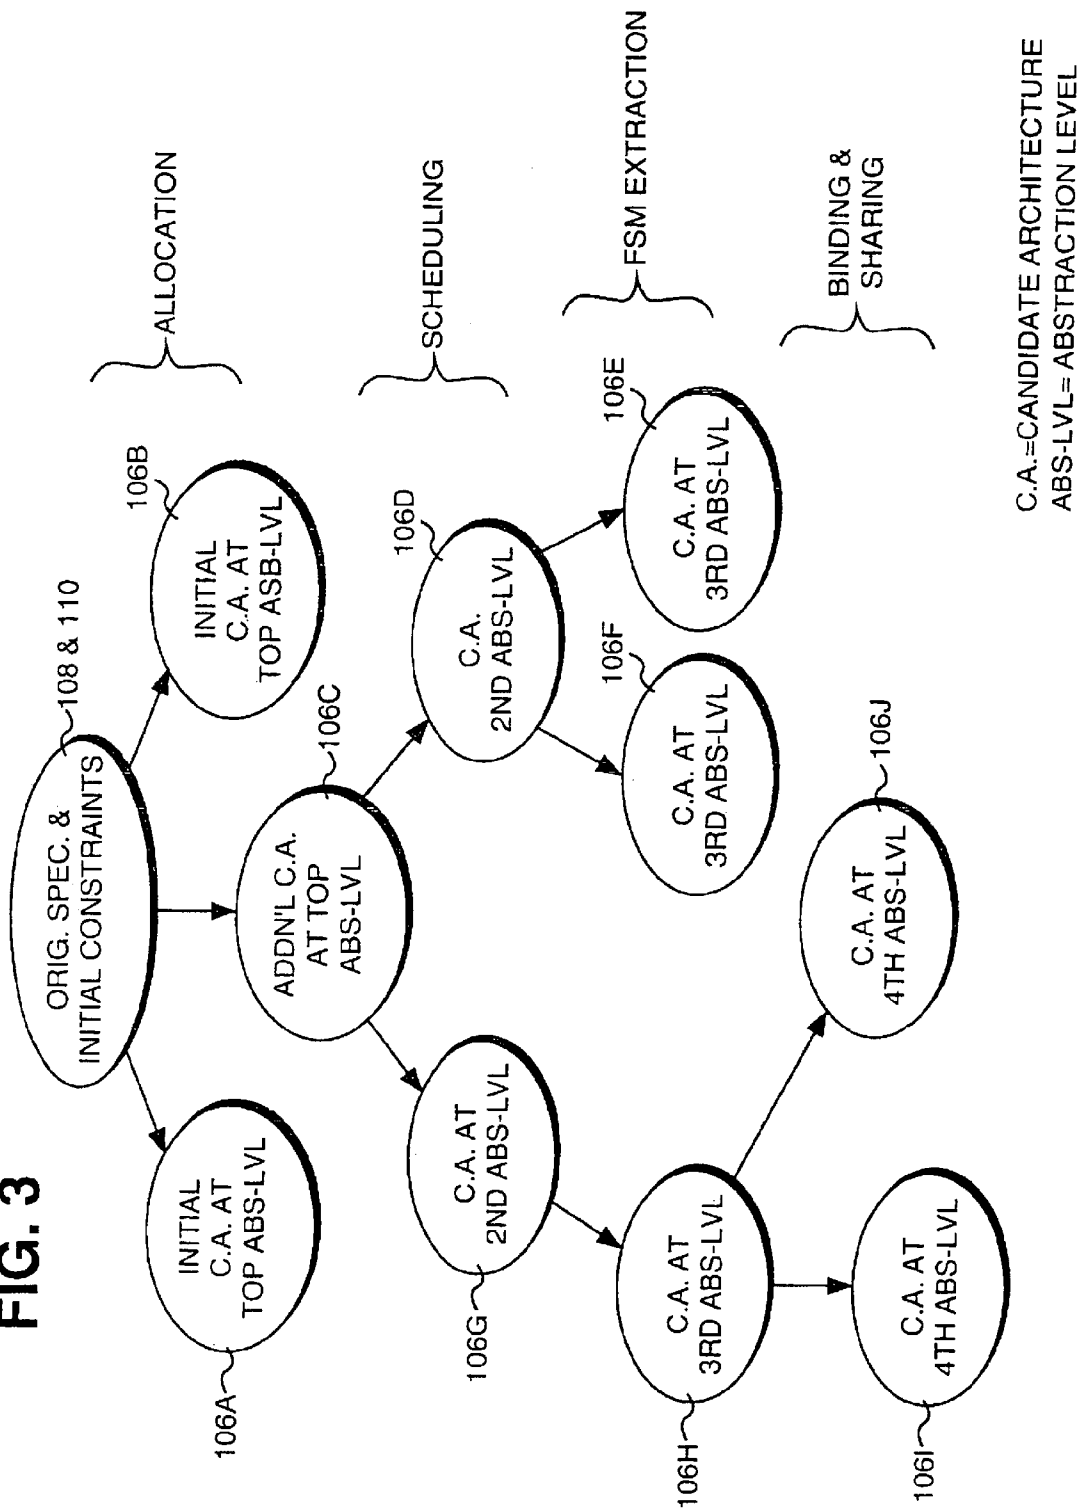 FIG. 3
ORIG. SPEC. &
INITIAL CONSTRAINTS
108 & 110
ALLOCATION
INITIAL
C.A. AT
TOP ABS-LVL
106A
ADDN'L C.A.
AT TOP
ABS-LVL
106C
INITIAL
C.A. AT
TOP ASB-LVL
106B
SCHEDULING
C.A. AT
2ND ABS-LVL
106G
C.A.
2ND ABS-LVL
106D
FSM EXTRACTION
C.A. AT
3RD ABS-LVL
106H
C.A. AT
3RD ABS-LVL
106F
C.A. AT
3RD ABS-LVL
106E
BINDING &
SHARING
C.A. AT
4TH ABS-LVL
106I
C.A. AT
4TH ABS-LVL
106J
C.A.=CANDIDATE ARCHITECTURE
ABS-LVL= ABSTRACTION LEVEL